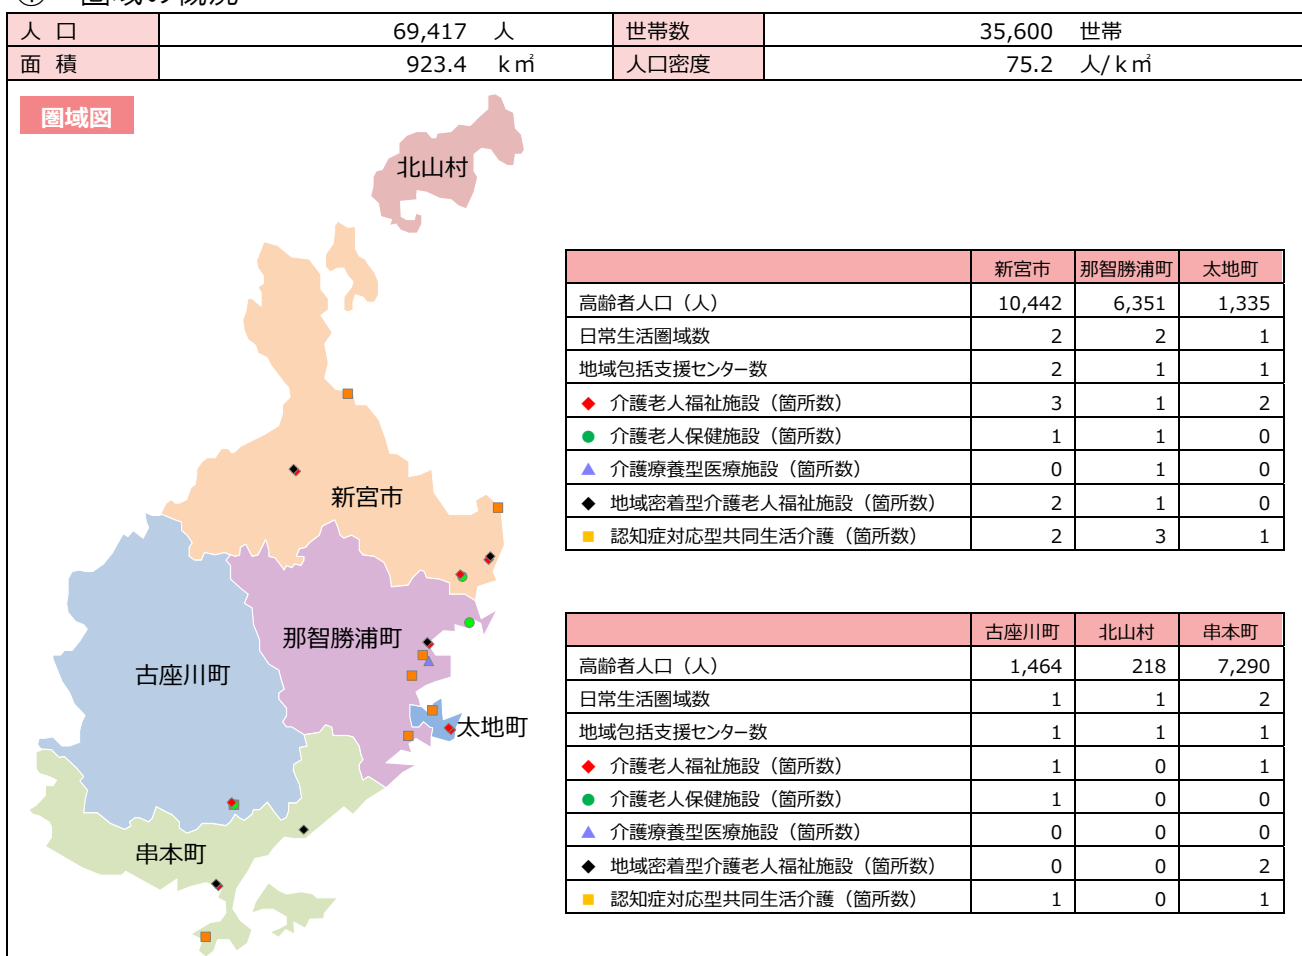 ① 圏域の概況
人 口 69,417 人 世帯数 35,600 世帯
面 積 923.4 k㎡ 人口密度 75.2 人/k㎡
圏域図
北山村
新宮市
那智勝浦町
古座川町
太地町
串本町
新宮市 那智勝浦町 太地町
高齢者人口（人） 10,442 6,351 1,335
日常生活圏域数 2 2 1
地域包括支援センター数 2 1 1
◆ 介護老人福祉施設（箇所数） 3 1 2
● 介護老人保健施設（箇所数） 1 1 0
▲ 介護療養型医療施設（箇所数） 0 1 0
◆ 地域密着型介護老人福祉施設（箇所数） 2 1 0
■ 認知症対応型共同生活介護（箇所数） 2 3 1
古座川町 北山村 串本町
高齢者人口（人） 1,464 218 7,290
日常生活圏域数 1 1 2
地域包括支援センター数 1 1 1
◆ 介護老人福祉施設（箇所数） 1 0 1
● 介護老人保健施設（箇所数） 1 0 0
▲ 介護療養型医療施設（箇所数） 0 0 0
◆ 地域密着型介護老人福祉施設（箇所数） 0 0 2
■ 認知症対応型共同生活介護（箇所数） 1 0 1